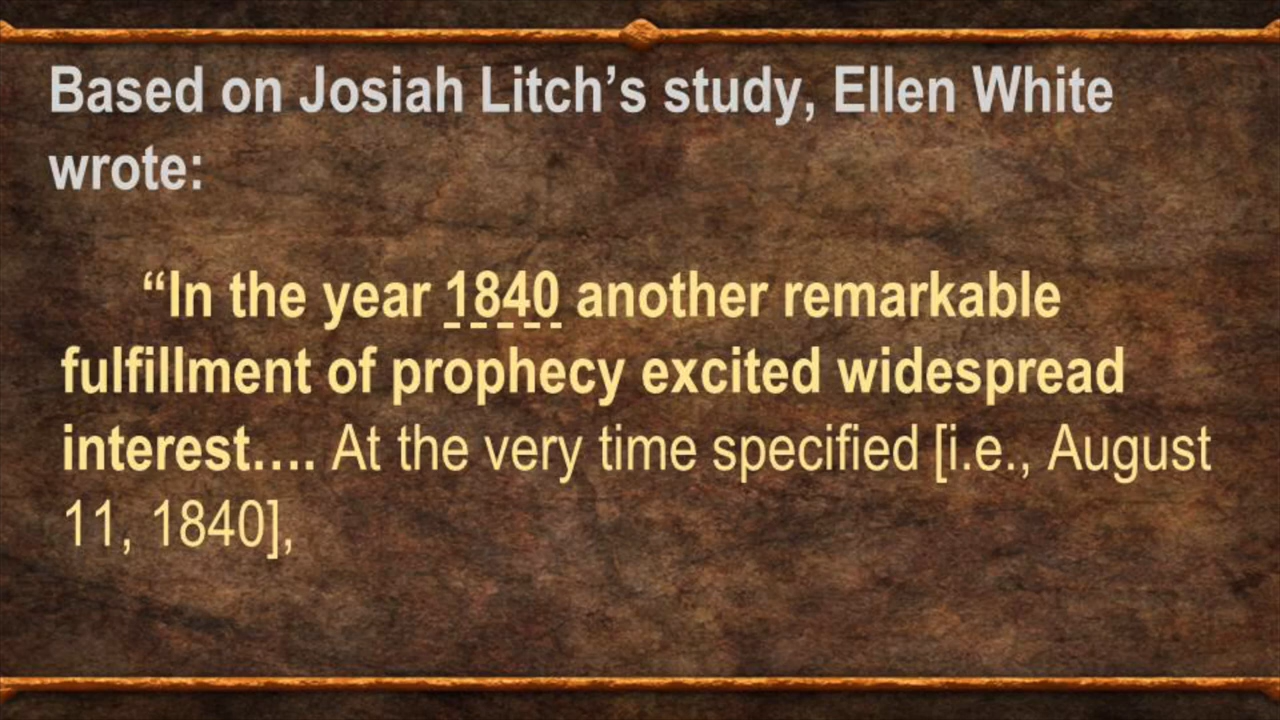 Based on Josiah Litch’s study, Ellen White
wrote:
“In the year 1840 another remarkable
fulfillment of prophecy excited widespread
interest.… At the very time specified [i.e., August
11, 1840],